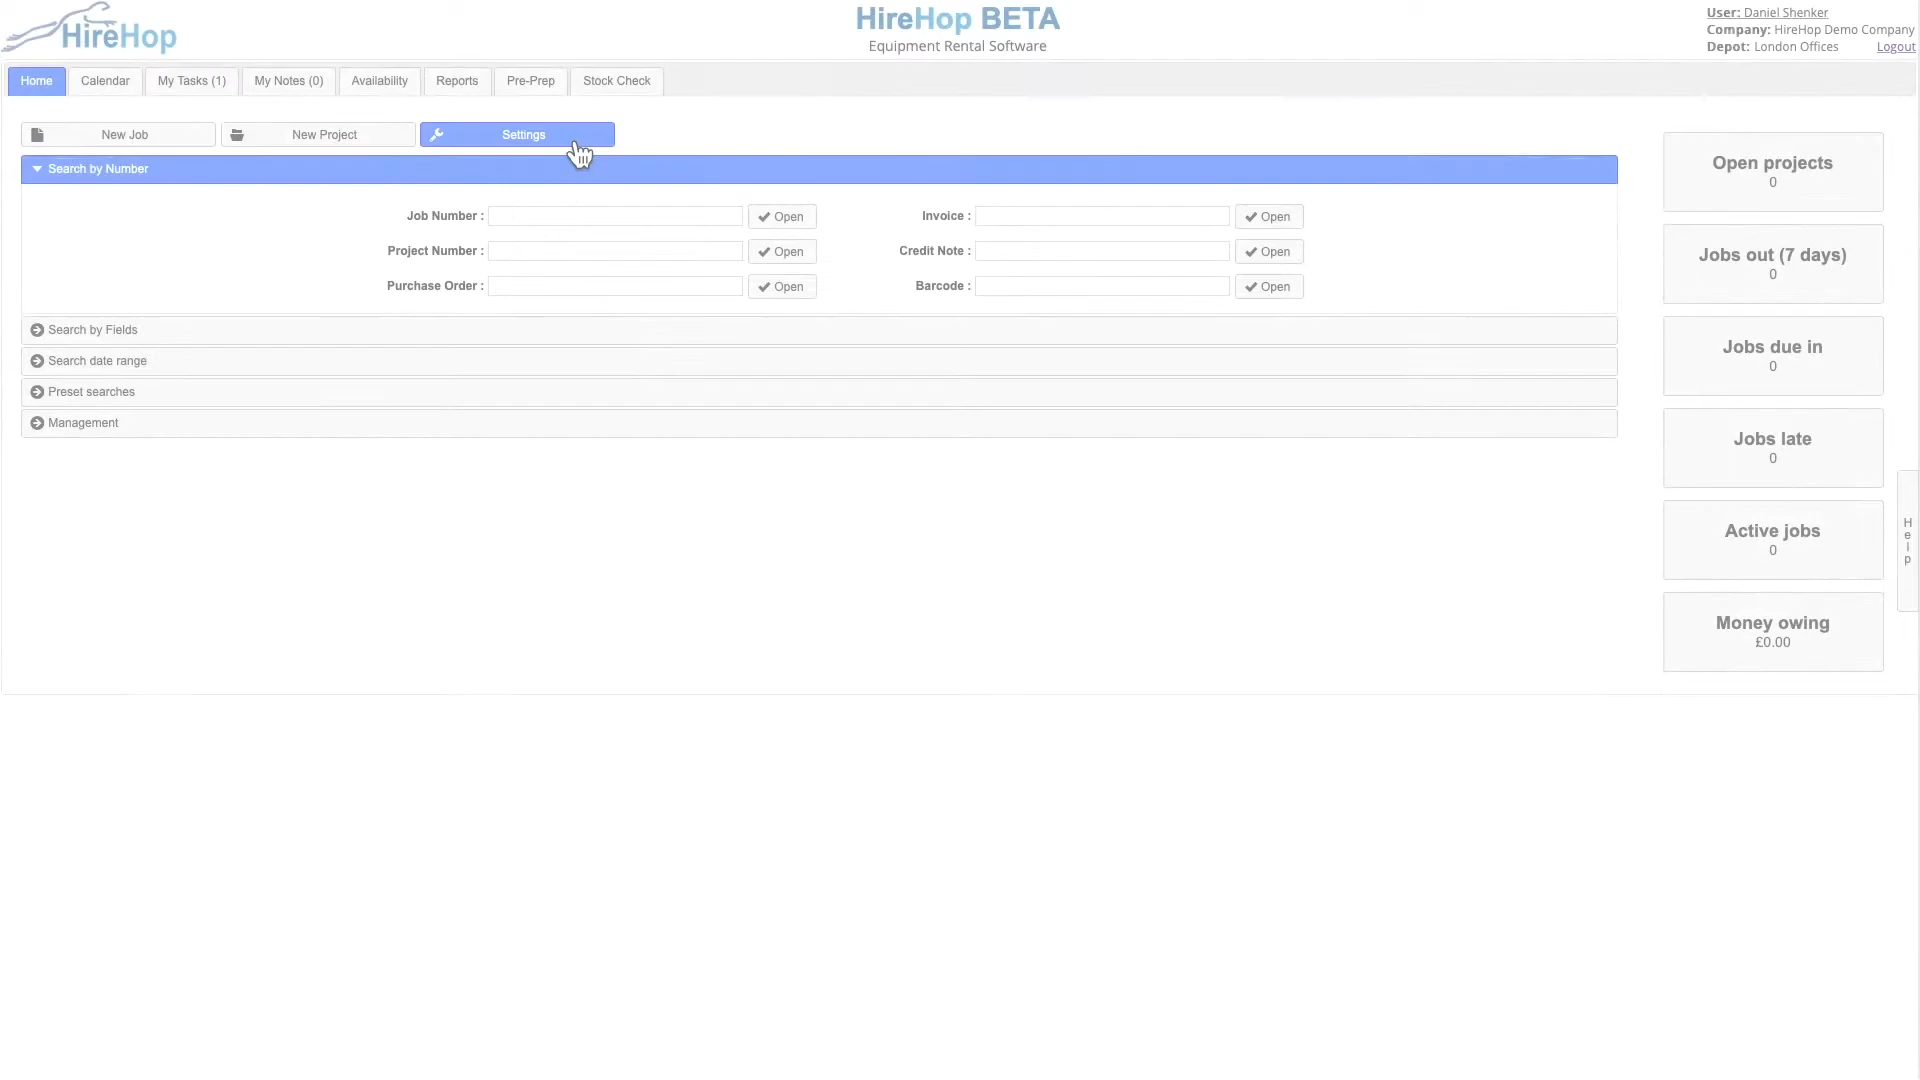 HireHop
HireHop BETA
Equipment Rental Software
User: Daniel Shenker
Company: HireHop Demo Company
Depot: London Offices Logout
Home Calendar My Tasks (1) My Notes (0) Availability Reports Pre-Prep Stock Check
New Job New Project Settings
Search by Number
Job Number : Open Invoice : Open
Project Number : Open Credit Note : Open
Purchase Order : Open Barcode : Open
Search by Fields
Search date range
Preset searches
Management
Open projects
0
Jobs out (7 days)
0
Jobs due in
0
Jobs late
0
Active jobs
0
Money owing
£0.00
Help